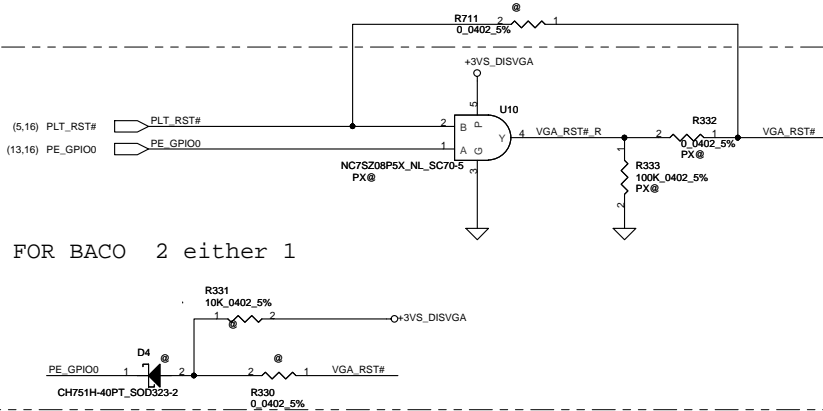 @
R711
2
1
0_0402_5%
+3VS_DISVGA
5
U10
(5,16) PLT_RST#
PLT_RST#
2
B
P
4
VGA_RST#_R
Y
R332
2
1
VGA_RST#
0_0402_5%
PX@
(13,16) PE_GPIO0
PE_GPIO0
1
A
G
NC7SZ08P5X_NL_SC70-5
PX@
3
1
R333
100K_0402_5%
PX@
2
FOR BACO 2 either 1
R331
10K_0402_5%
1
2
@
+3VS_DISVGA
D4
@
@
PE_GPIO0
1
2
2
1
VGA_RST#
CH751H-40PT_SOD323-2
R330
0_0402_5%